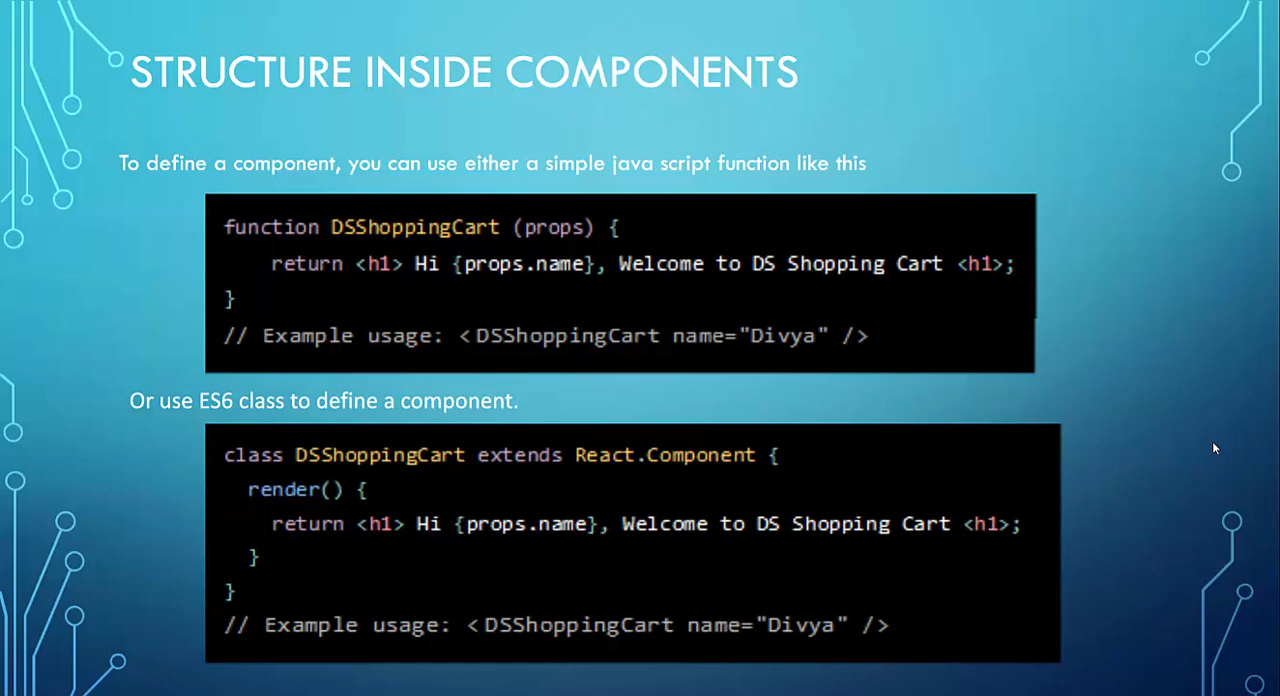 STRUCTURE INSIDE COMPONENTS
To define a component, you can use either a simple java script function like this
function DSShoppingCart (props) {
return <h1> Hi {props.name}, Welcome to DS Shopping Cart <h1>;
}
// Example usage: <DSShoppingCart name="Divya" />
Or use ES6 class to define a component.
class DSShoppingCart extends React.Component {
render() {
return <h1> Hi {props.name}, Welcome to DS Shopping Cart <h1>;
}
}
// Example usage: <DSShoppingCart name="Divya" />